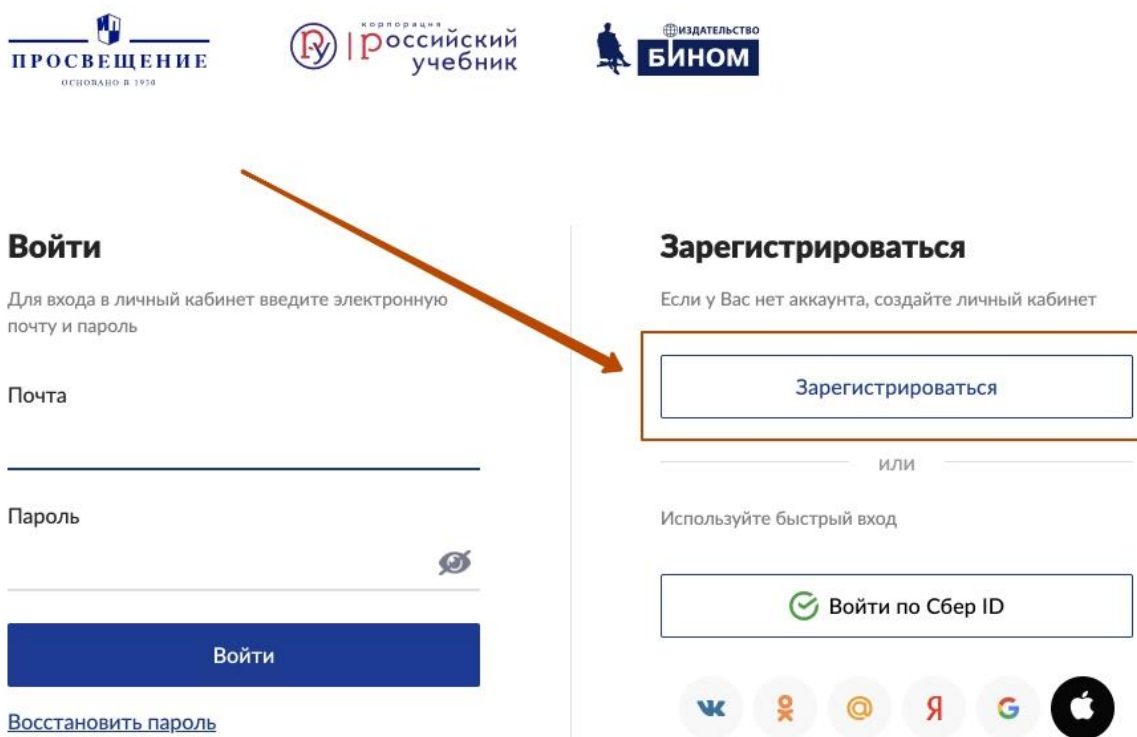 ПРОСВЕЩЕНИЕ
ОСНОВАНО В 1930
корпорация
российский
учебник
ИЗДАТЕЛЬСТВО
БИНОМ
Войти
Для входа в личный кабинет введите электронную
почту и пароль
Почта
Пароль
Войти
Восстановить пароль
Зарегистрироваться
Если у Вас нет аккаунта, создайте личный кабинет
Зарегистрироваться
или
Используйте быстрый вход
Войти по Сбер ID